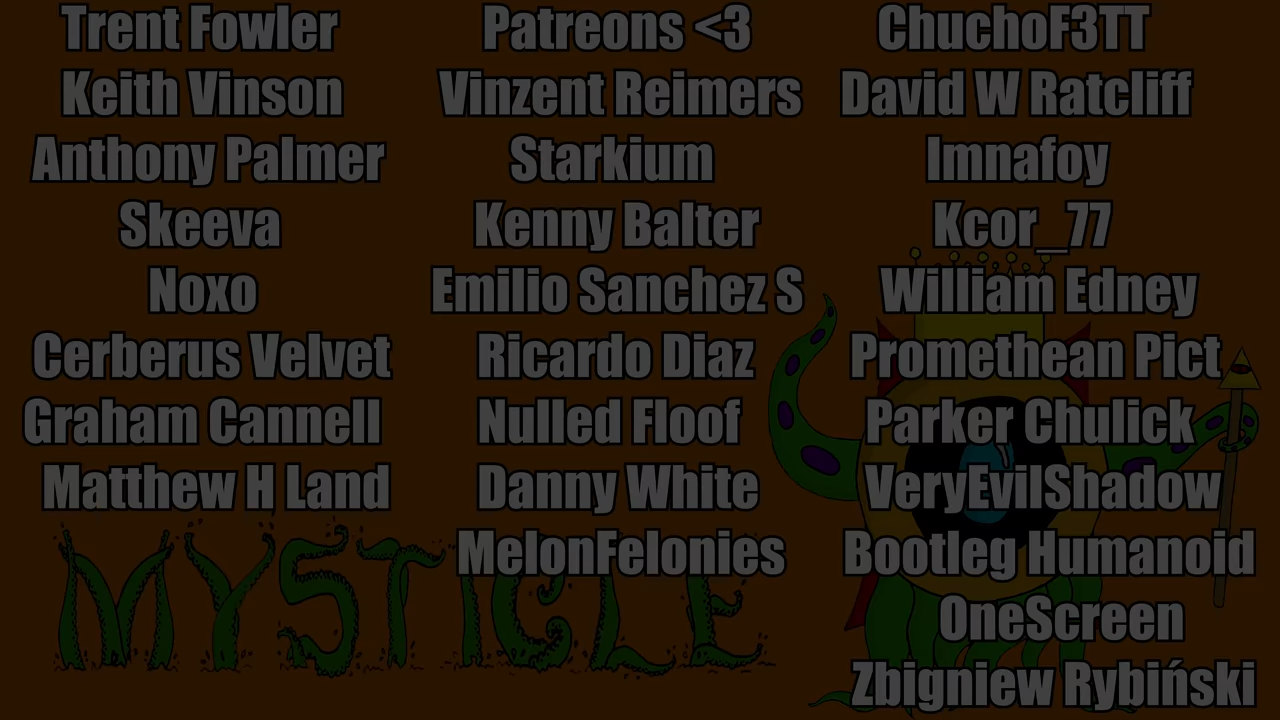 Trent Fowler
Keith Vinson
Anthony Palmer
Skeeva
Noxo
Cerberus Velvet
Graham Cannell
Matthew H Land
Patreons <3
Vinzent Reimers
Starkium
Kenny Balter
Emilio Sanchez S
Ricardo Diaz
Nulled Floof
Danny White
MelonFelonies
ChuchoF3TT
David W Ratcliff
Imnafoy
Kcor_77
William Edney
Promethean Pict
Parker Chulick
VeryEvilShadow
Bootleg Humanoid
OneScreen
Zbigniew Rybiński
MYSTICLE